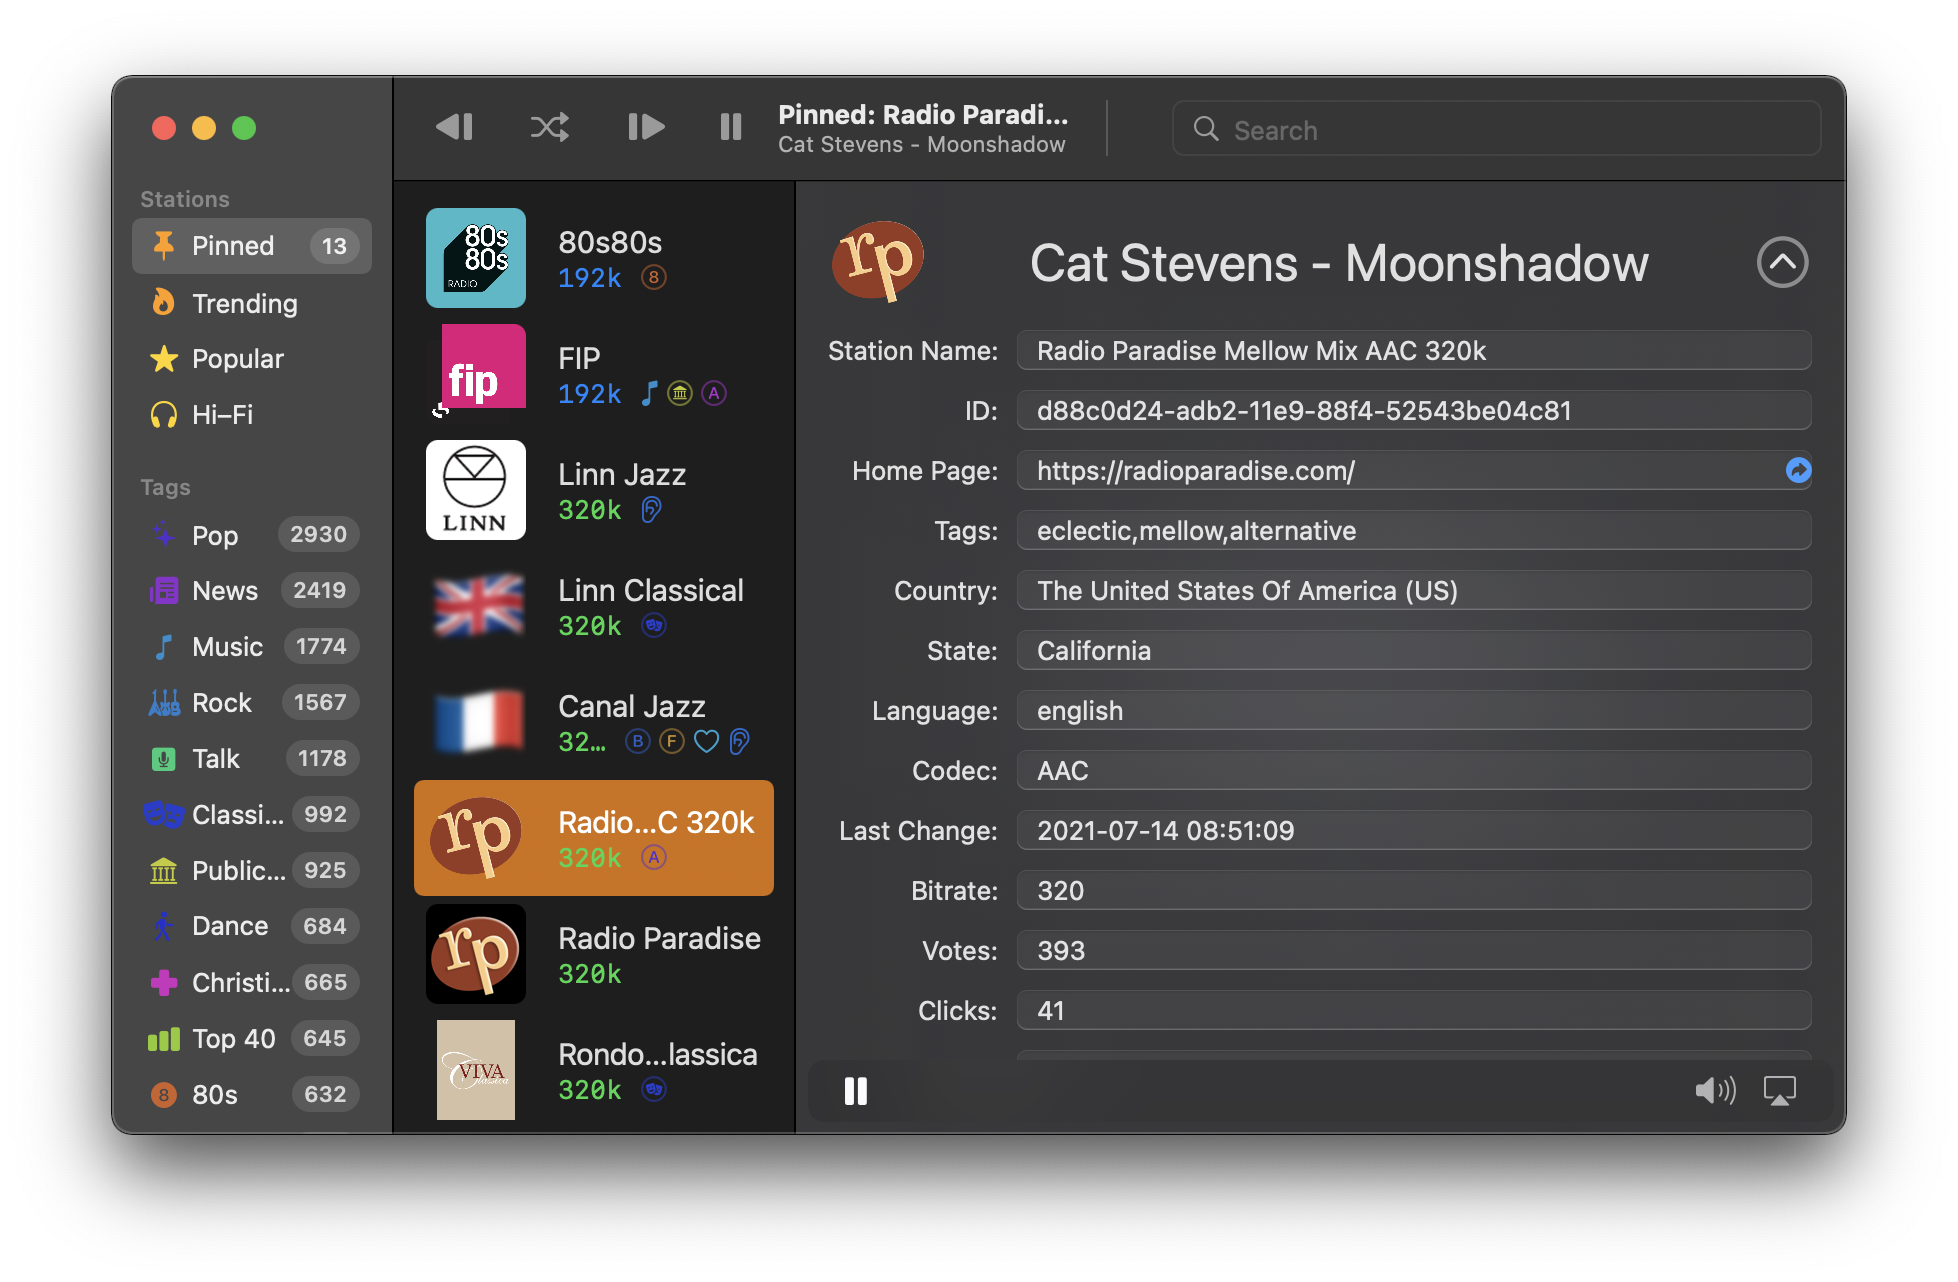 Pinned: Radio Paradi...
Cat Stevens - Moonshadow
Search
Stations
Pinned 13
Trending
Popular
Hi–Fi
Tags
Pop 2930
News 2419
Music 1774
Rock 1567
Talk 1178
Classi... 992
Public... 925
Dance 684
Christi... 665
Top 40 645
8 80s 632
80s
80s
RADIO
80s80s
192k 8
fip
FIP
192k A
LINN
Linn Jazz
320k
Linn Classical
320k
Canal Jazz
32... B F
rp
Radio...C 320k
320k A
rp
Radio Paradise
320k
VIVA
Classica
Rondo...lassica
320k
rp
Cat Stevens - Moonshadow
Station Name: Radio Paradise Mellow Mix AAC 320k
ID: d88c0d24-adb2-11e9-88f4-52543be04c81
Home Page: https://radioparadise.com/
Tags: eclectic,mellow,alternative
Country: The United States Of America (US)
State: California
Language: english
Codec: AAC
Last Change: 2021-07-14 08:51:09
Bitrate: 320
Votes: 393
Clicks: 41